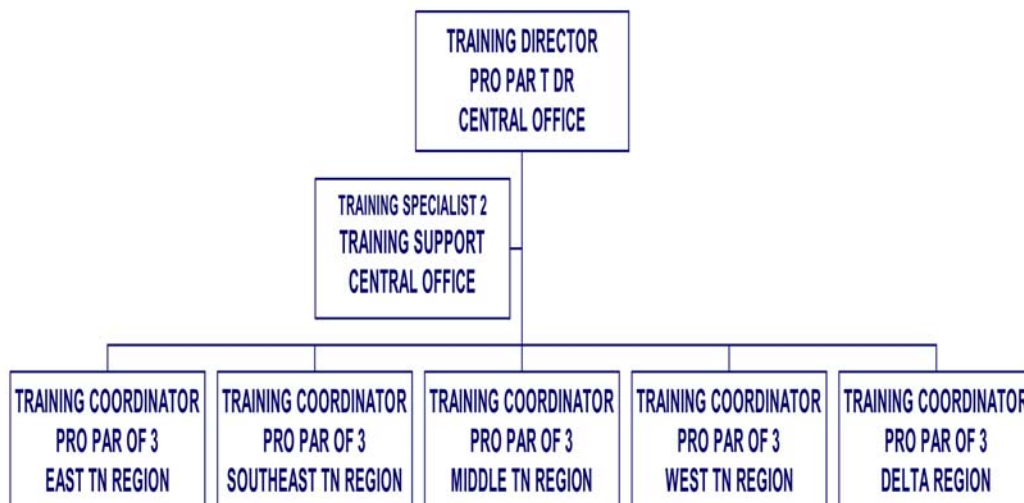 TRAINING DIRECTOR
PRO PAR T DR
CENTRAL OFFICE
TRAINING SPECIALIST 2
TRAINING SUPPORT
CENTRAL OFFICE
TRAINING COORDINATOR
PRO PAR OF 3
EAST TN REGION
TRAINING COORDINATOR
PRO PAR OF 3
SOUTHEAST TN REGION
TRAINING COORDINATOR
PRO PAR OF 3
MIDDLE TN REGION
TRAINING COORDINATOR
PRO PAR OF 3
WEST TN REGION
TRAINING COORDINATOR
PRO PAR OF 3
DELTA REGION